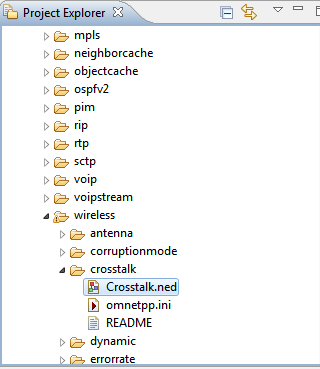 Project Explorer
mpls
neighborcache
objectcache
ospfv2
pim
rip
rtp
sctp
voip
voipstream
wireless
antenna
corruptionmode
crosstalk
Crosstalk.ned
omnetpp.ini
README
dynamic
errorrate